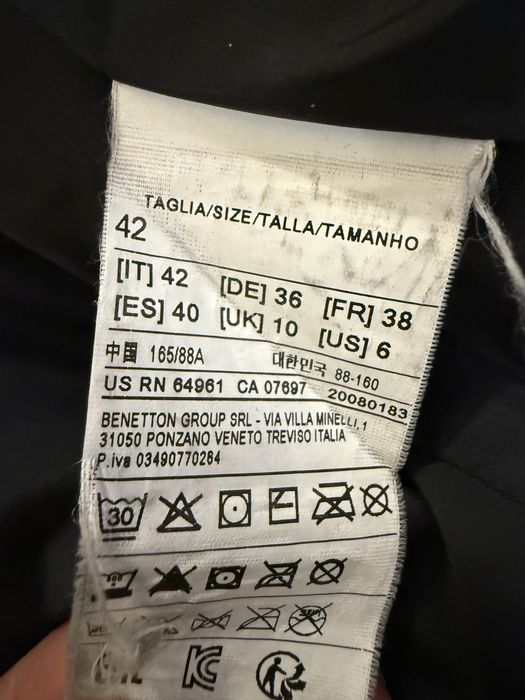 TAGLIA/SIZE/TALLA/TAMANHO
42
[IT] 42 [DE] 36 [FR] 38
[ES] 40 [UK] 10 [US] 6
中国 165/88A 대한민국 88-160
US RN 64961 CA 07697 20080183
BENETTON GROUP SRL - VIA VILLA MINELLI,1
31050 PONZANO VENETO TREVISO ITALIA
P.iva 03490770264
30